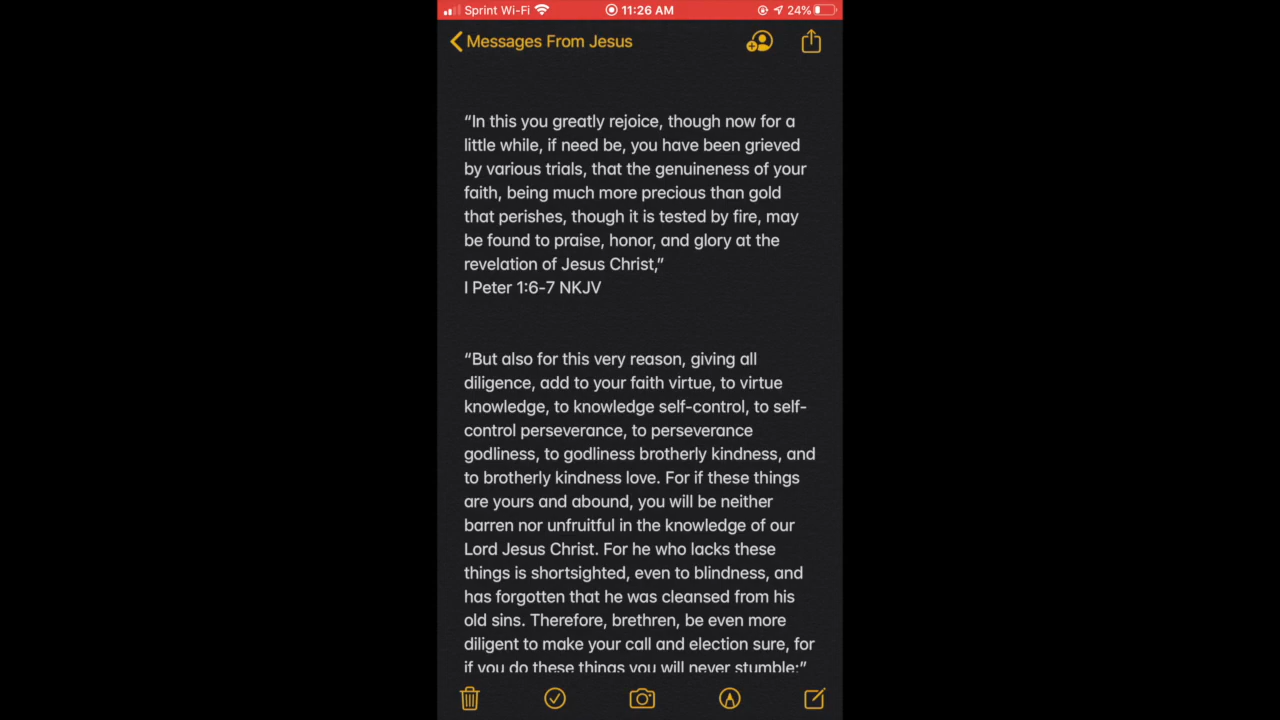 Sprint Wi-Fi 11:26 AM 24%
Messages From Jesus
“In this you greatly rejoice, though now for a
little while, if need be, you have been grieved
by various trials, that the genuineness of your
faith, being much more precious than gold
that perishes, though it is tested by fire, may
be found to praise, honor, and glory at the
revelation of Jesus Christ,”
I Peter 1:6-7 NKJV
“But also for this very reason, giving all
diligence, add to your faith virtue, to virtue
knowledge, to knowledge self-control, to self-
control perseverance, to perseverance
godliness, to godliness brotherly kindness, and
to brotherly kindness love. For if these things
are yours and abound, you will be neither
barren nor unfruitful in the knowledge of our
Lord Jesus Christ. For he who lacks these
things is shortsighted, even to blindness, and
has forgotten that he was cleansed from his
old sins. Therefore, brethren, be even more
diligent to make your call and election sure, for
if you do these things you will never stumble;”